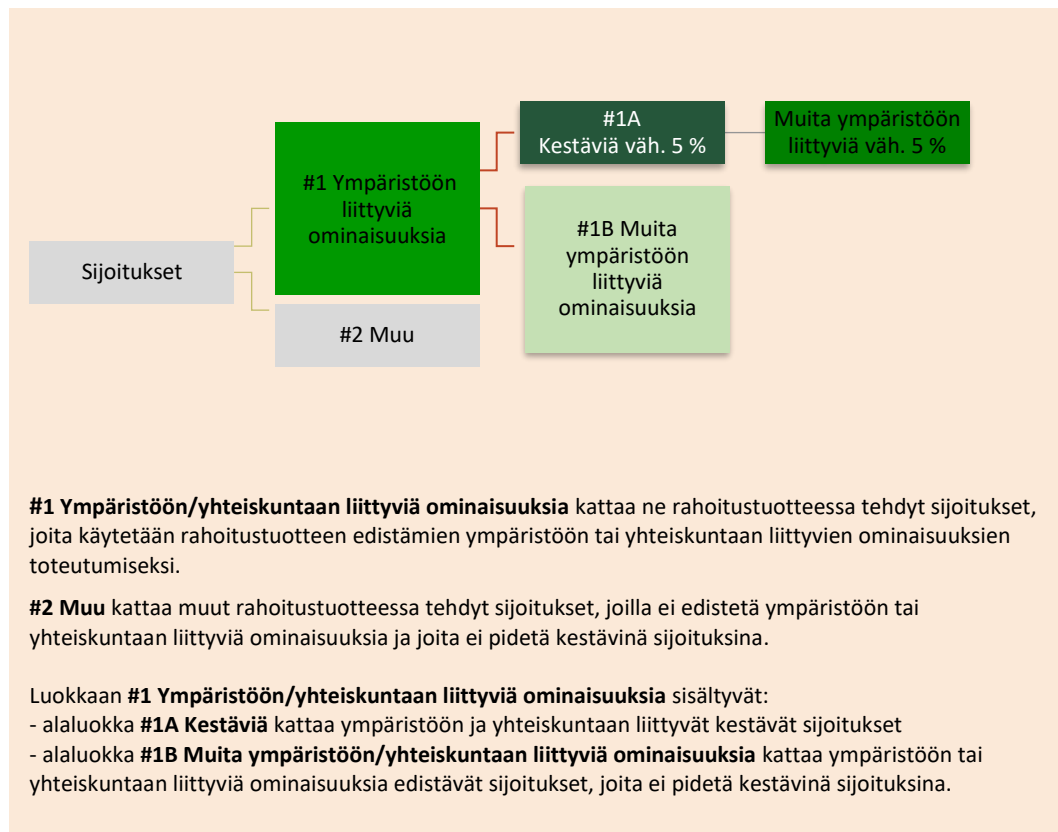 #1A
Kestäviä väh. 5 %
Muita ympäristöön
liittyviä väh. 5 %
#1 Ympäristöön
liittyviä
ominaisuuksia
#1B Muita
ympäristöön
liittyviä
ominaisuuksia
Sijoitukset
#2 Muu
#1 Ympäristöön/yhteiskuntaan liittyviä ominaisuuksia kattaa ne rahoitustuotteessa tehdyt sijoitukset,
joita käytetään rahoitustuotteen edistämien ympäristöön tai yhteiskuntaan liittyvien ominaisuuksien
toteutumiseksi.
#2 Muu kattaa muut rahoitustuotteessa tehdyt sijoitukset, joilla ei edistetä ympäristöön tai
yhteiskuntaan liittyviä ominaisuuksia ja joita ei pidetä kestävinä sijoituksina.
Luokkaan #1 Ympäristöön/yhteiskuntaan liittyviä ominaisuuksia sisältyvät:
- alaluokka #1A Kestäviä kattaa ympäristöön ja yhteiskuntaan liittyvät kestävät sijoitukset
- alaluokka #1B Muita ympäristöön/yhteiskuntaan liittyviä ominaisuuksia kattaa ympäristöön tai
yhteiskuntaan liittyviä ominaisuuksia edistävät sijoitukset, joita ei pidetä kestävinä sijoituksina.